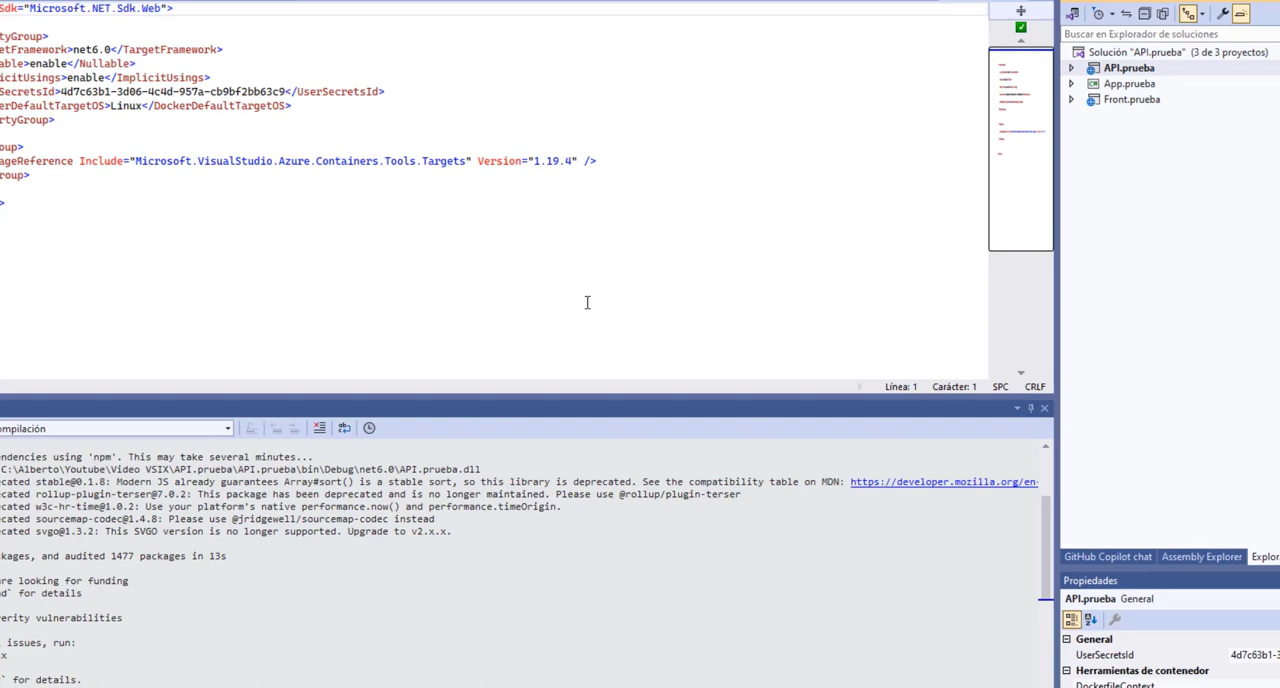 Sdk="Microsoft.NET.Sdk.Web">
rtyGroup>
etFramework>net6.0</TargetFramework>
able>enable</Nullable>
icitUsings>enable</ImplicitUsings>
Secretsid>4d7c63b1-3d06-4c4d-957a-cb9bf2bb63c9</UserSecretsId>
erDefaultTargetOS>Linux</DockerDefaultTargetOS>
rtyGroup>
oup>
ageReference Include="Microsoft.VisualStudio.Azure.Containers.Tools.Targets" Version="1.19.4" />
roup>
>
Línea: 1 Carácter: 1 SPC CRLF
ompilación
endencies using 'npm'. This may take several minutes...
C:\Alberto\Youtube\Video VSIX\API.prueba\API.prueba\bin\Debug\net6.0\API.prueba.dll
ecated stable@0.1.8: Modern JS already guarantees Array#sort() is a stable sort, so this library is deprecated. See the compatibility table on MDN: https://developer.mozilla.org/en-
ecated rollup-plugin-terser@7.0.2: This package has been deprecated and is no longer maintained. Please use @rollup/plugin-terser
ecated w3c-hr-time@1.0.2: Use your platform's native performance.now() and performance.timeOrigin.
ecated sourcemap-codec@1.4.8: Please use @jridgewell/sourcemap-codec instead
ecated svgo@1.3.2: This SVGO version is no longer supported. Upgrade to v2.x.x.
kages, and audited 1477 packages in 13s
re looking for funding
d` for details
verity vulnerabilities
issues, run:
x
` for details.
Buscar en Explorador de soluciones
Solución "API.prueba" (3 de 3 proyectos)
API.prueba
App.prueba
Front.prueba
GitHub Copilot chat Assembly Explorer Explor
Propiedades
API.prueba General
General
UserSecretsId 4d7c63b1-3
Herramientas de contenedor
DockerfileContext